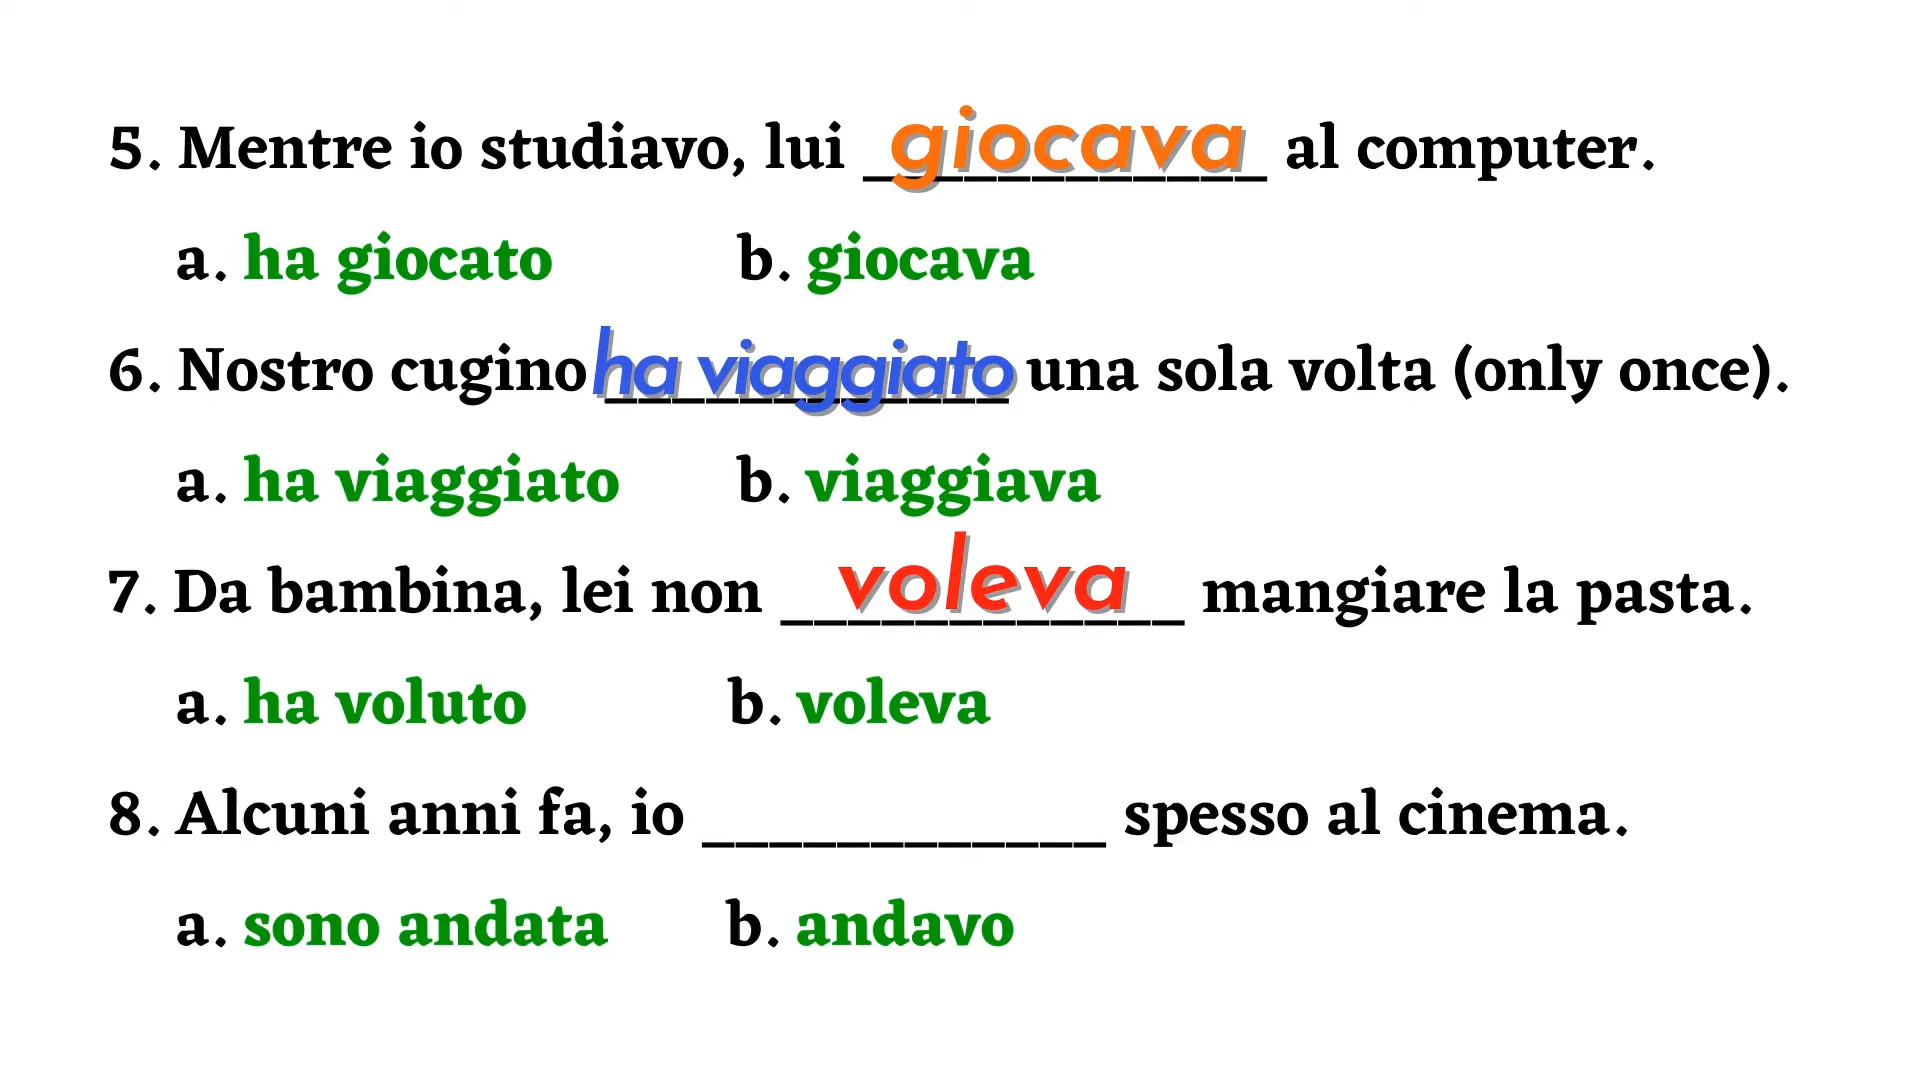 5. Mentre io studiavo, lui giocava al computer.
a. ha giocato b. giocava
6. Nostro cugino ha viaggiato una sola volta (only once).
a. ha viaggiato b. viaggiava
7. Da bambina, lei non voleva mangiare la pasta.
a. ha voluto b. voleva
8. Alcuni anni fa, io ____________ spesso al cinema.
a. sono andata b. andavo